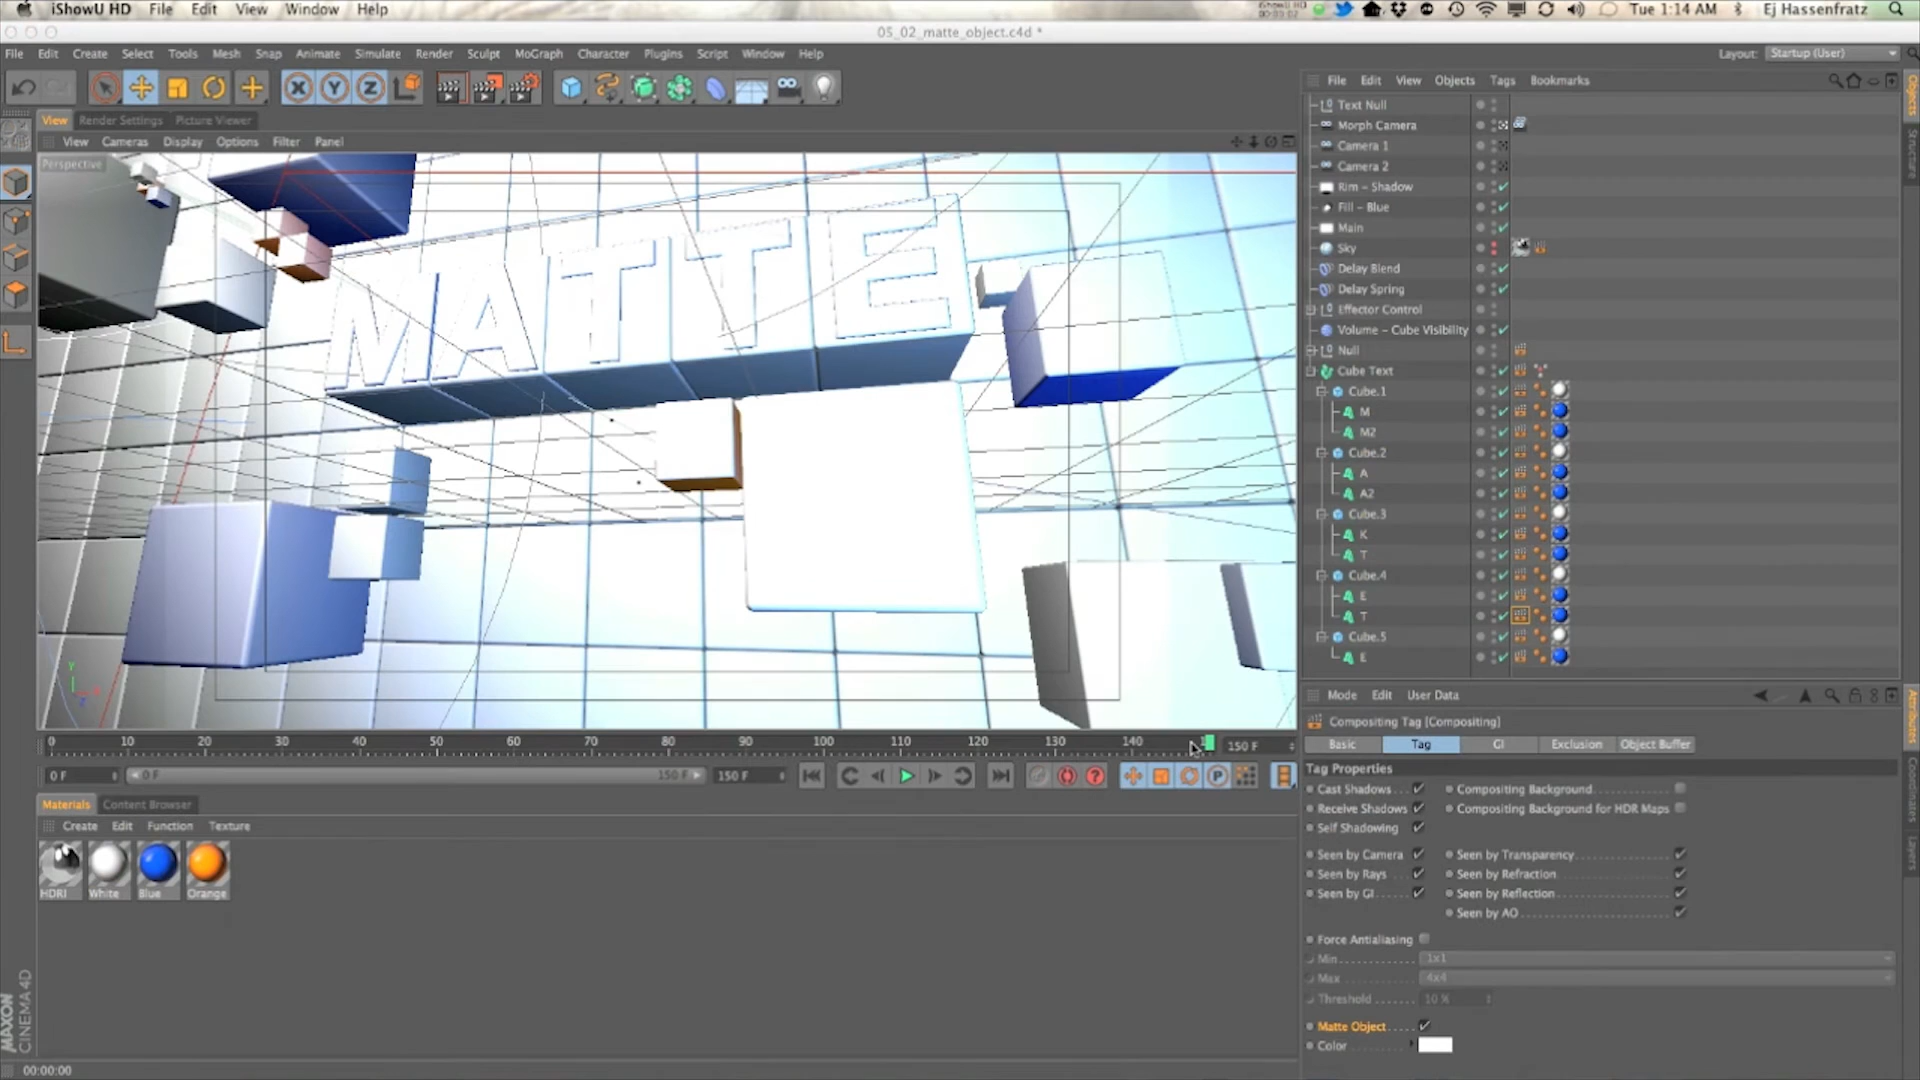 iShowU HD File Edit View Window Help
Tue 1:14 AM Ej Hassenfratz
05_02_matte_object.c4d *
File Edit Create Select Tools Mesh Snap Animate Simulate Render Sculpt MoGraph Character Plugins Script Window Help
Layout: Startup (User)
X Y Z
File Edit View Objects Tags Bookmarks
View Render Settings Picture Viewer
View Cameras Display Options Filter Panel
Perspective
MATTE
Text Null
Morph Camera
Camera 1
Camera 2
Rim - Shadow
Fill - Blue
Main
Sky
Delay Blend
Delay Spring
Effector Control
Volume - Cube Visibility
Null
Cube Text
Cube.1
M
M2
Cube.2
A
A2
Cube.3
K
T
Cube.4
E
T
Cube.5
E
Objects
Structure
Y
0 10 20 30 40 50 60 70 80 90 100 110 120 130 140 150 F
0 F 0 F 150 F 150 F
Materials Content Browser
Create Edit Function Texture
HDRI White Blue Orange
Mode Edit User Data
Compositing Tag [Compositing]
Basic Tag GI Exclusion Object Buffer
Tag Properties
Cast Shadows Compositing Background
Receive Shadows Compositing Background for HDR Maps
Self Shadowing
Seen by Camera Seen by Transparency
Seen by Rays Seen by Refraction
Seen by GI Seen by Reflection
Seen by AO
Force Antialiasing
Min 1x1
Max 4x4
Threshold 10 %
Matte Object
Color
Attributes
Coordinates
Layers
MAXON
CINEMA 4D
00:00:00